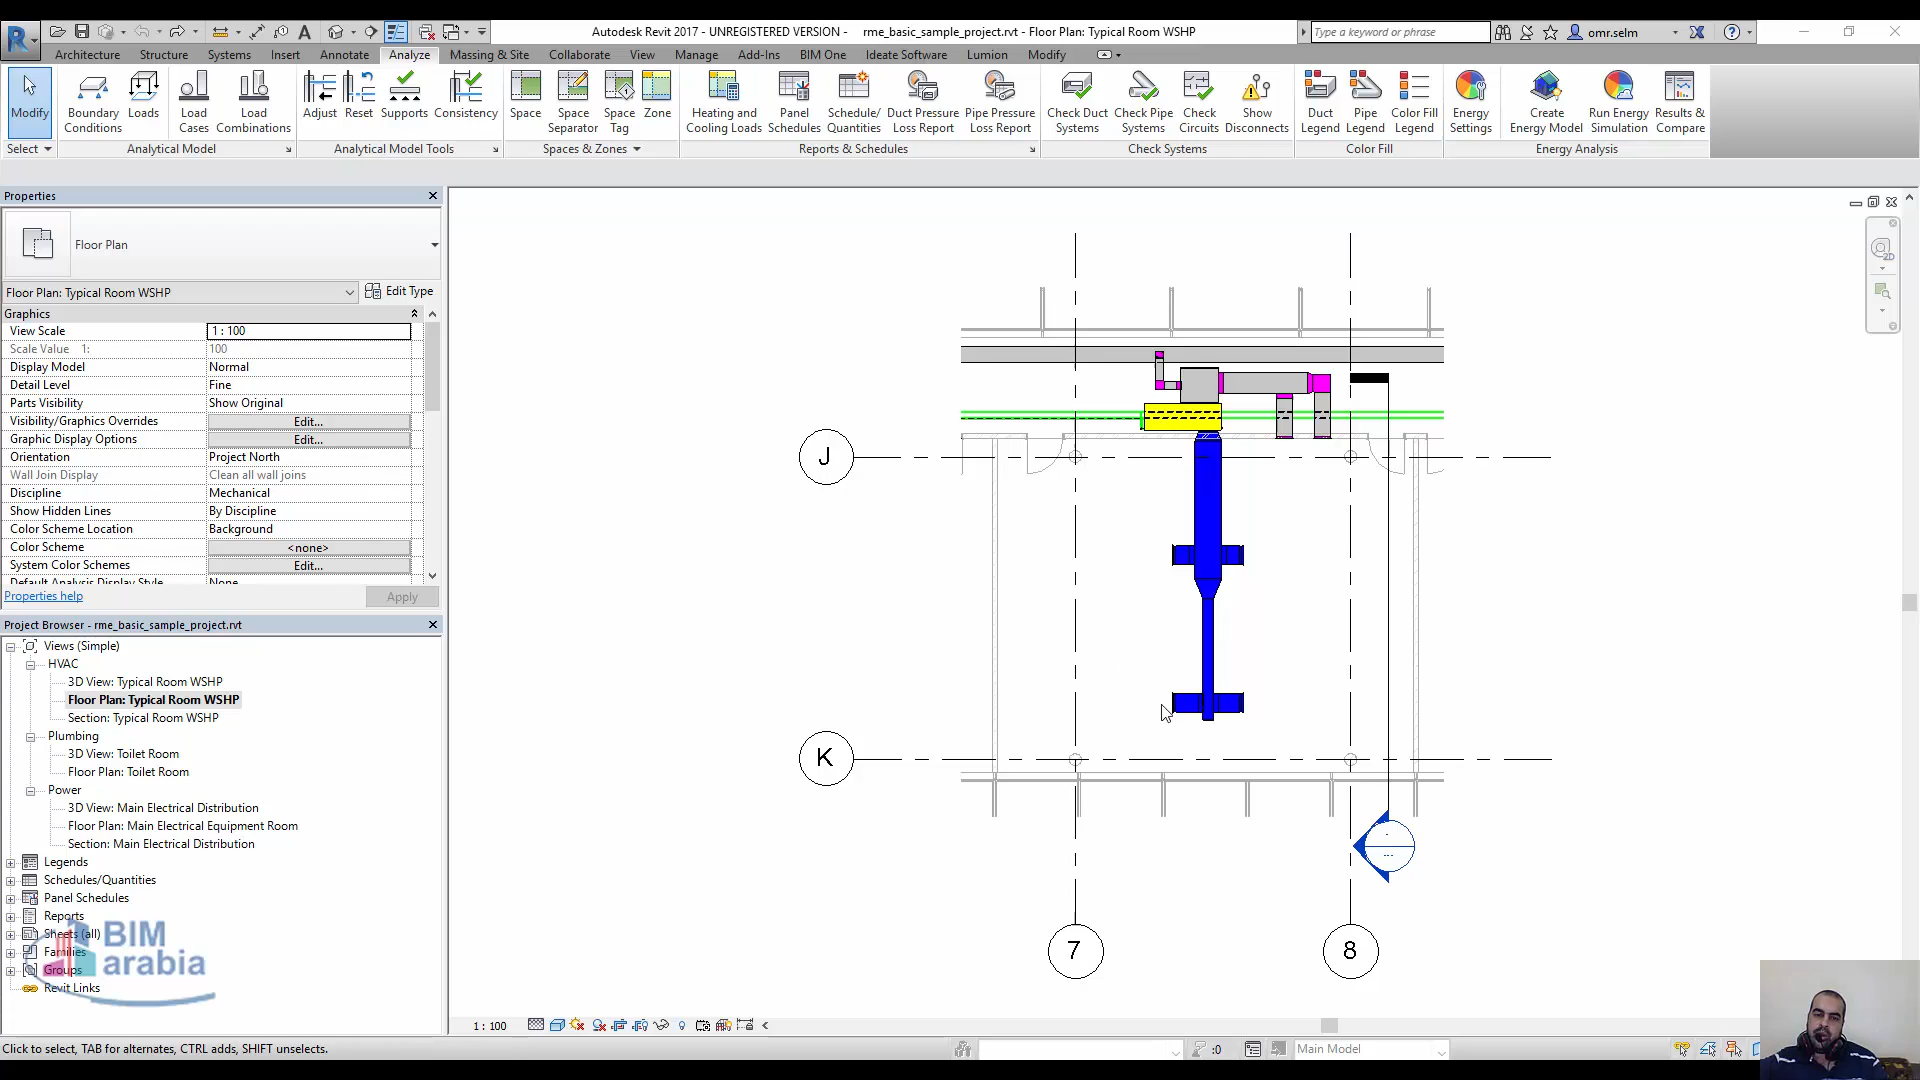 Autodesk Revit 2017 - UNREGISTERED VERSION - rme_basic_sample_project.rvt - Floor Plan: Typical Room WSHP
Type a keyword or phrase
omr.selm
Architecture Structure Systems Insert Annotate Analyze Massing & Site Collaborate View Manage Add-Ins BIM One Ideate Software Lumion Modify
Modify
Boundary Conditions
Loads
Load Cases
Load Combinations
Adjust
Reset
Supports
Consistency
Space
Space Separator
Space Tag
Zone
Heating and Cooling Loads
Panel Schedules
Schedule/ Quantities
Duct Pressure Loss Report
Pipe Pressure Loss Report
Check Duct Systems
Check Pipe Systems
Check Circuits
Show Disconnects
Duct Legend
Pipe Legend
Color Fill Legend
Energy Settings
Create Energy Model
Run Energy Simulation
Results & Compare
Select
Analytical Model
Analytical Model Tools
Spaces & Zones
Reports & Schedules
Check Systems
Color Fill
Energy Analysis
Properties
Floor Plan
Floor Plan: Typical Room WSHP
Edit Type
Graphics
View Scale 1 : 100
Scale Value 1: 100
Display Model Normal
Detail Level Fine
Parts Visibility Show Original
Visibility/Graphics Overrides Edit...
Graphic Display Options Edit...
Orientation Project North
Wall Join Display Clean all wall joins
Discipline Mechanical
Show Hidden Lines By Discipline
Color Scheme Location Background
Color Scheme <none>
System Color Schemes Edit...
Default Analysis Display Style None
Properties help
Apply
Project Browser - rme_basic_sample_project.rvt
Views (Simple)
HVAC
3D View: Typical Room WSHP
Floor Plan: Typical Room WSHP
Section: Typical Room WSHP
Plumbing
3D View: Toilet Room
Floor Plan: Toilet Room
Power
3D View: Main Electrical Distribution
Floor Plan: Main Electrical Equipment Room
Section: Main Electrical Distribution
Legends
Schedules/Quantities
Panel Schedules
Reports
Sheets (all)
Families
Groups
Revit Links
BIM
arabia
2D
J
K
7
8
1 : 100
Click to select, TAB for alternates, CTRL adds, SHIFT unselects.
:0
Main Model